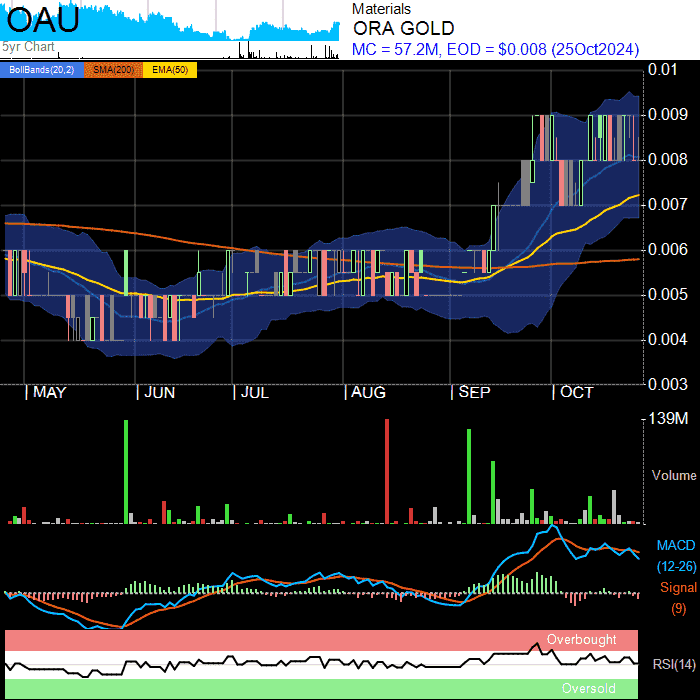 OAU
5yr Chart
Materials
ORA GOLD
MC = 57.2M, EOD = $0.008 (25Oct2024)
BollBands(20,2) SMA(200) EMA(50)
0.01
0.009
0.008
0.007
0.006
0.005
0.004
0.003
MAY JUN JUL AUG SEP OCT
139M
Volume
MACD
(12-26)
Signal
(9)
Overbought
RSI(14)
Oversold